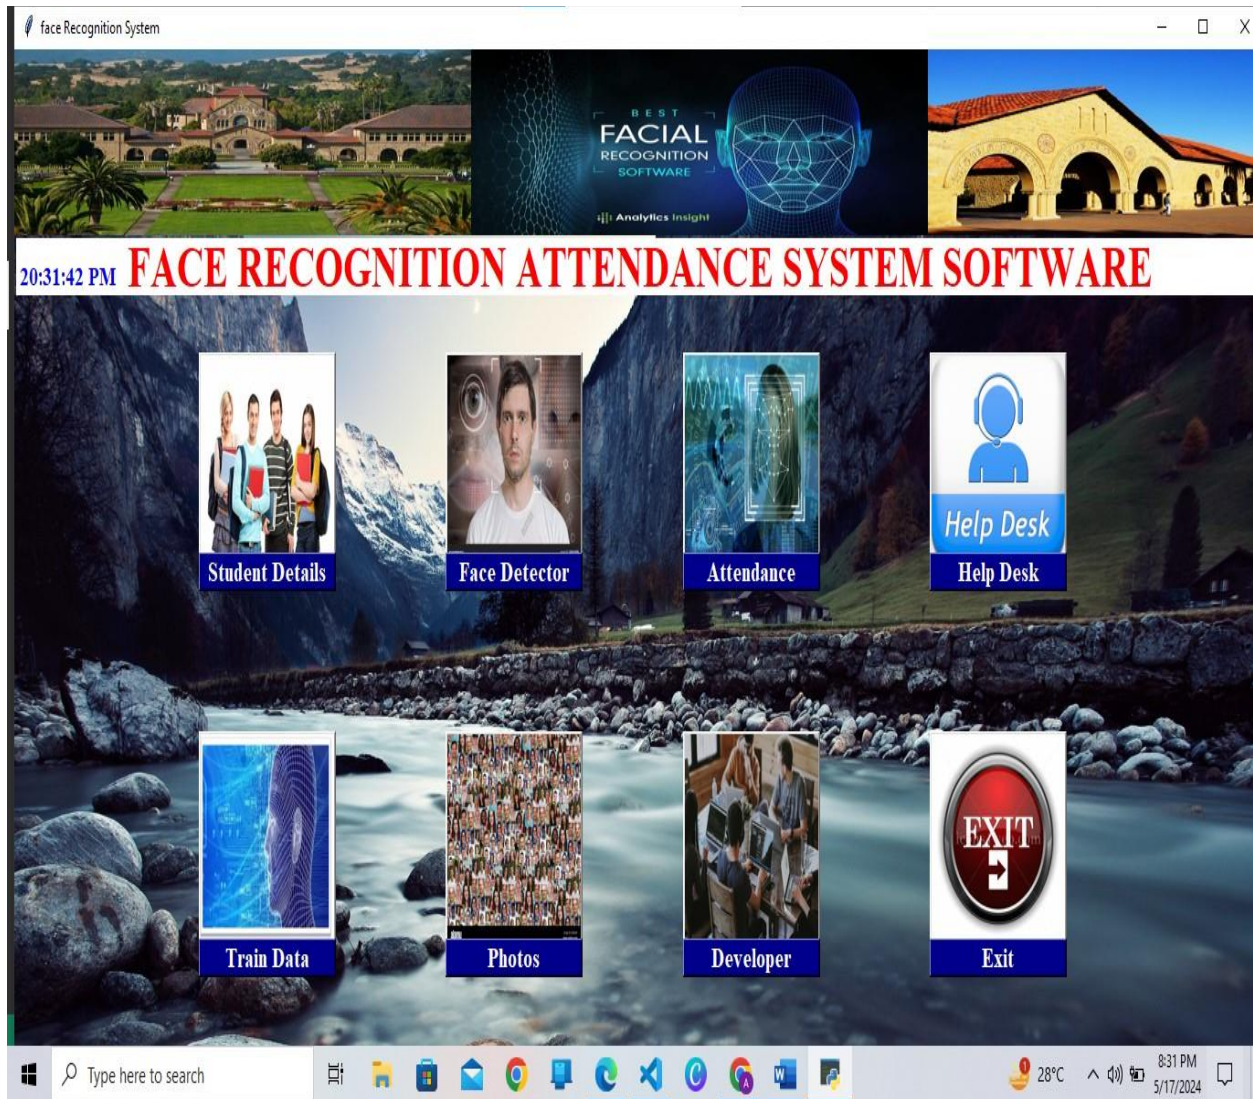 face Recognition System
BEST
FACIAL
RECOGNITION
SOFTWARE
Analytics Insight
20:31:42 PM FACE RECOGNITION ATTENDANCE SYSTEM SOFTWARE
Help Desk
Student Details
Face Detector
Attendance
Help Desk
EXIT
Train Data
Photos
Developer
Exit
Type here to search
1
28°C
8:31 PM
5/17/2024